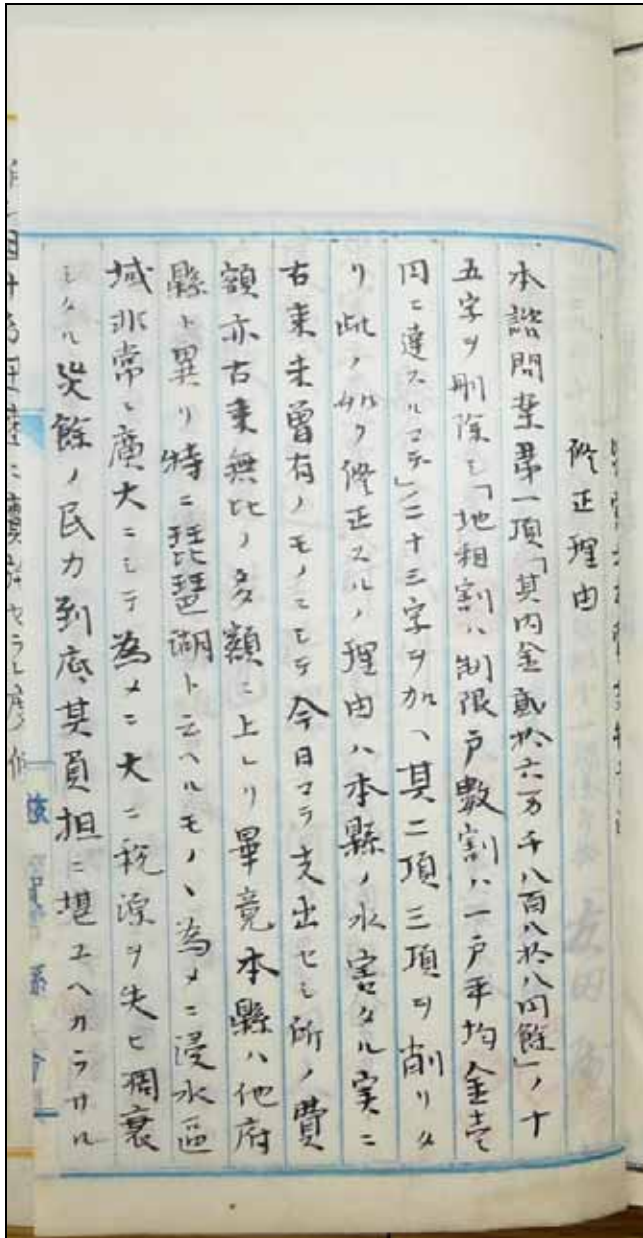 修正理由
本諮問案第一項「其内金貳拾六万千八百八拾八円餘」ノ十
五字ヲ削除シ「地租割ハ制限戸數割ハ一戸平均金壹
円ニ達スルマテ」ノ二十三字ヲ加ヘ其二項三項ヲ削リタ
リ此ノ如ク修正スルノ理由ハ本縣ノ水害タル実ニ
古来未曾有ノモノニシテ今日マテ支出セシ所ノ費
額亦古来無比ノ多額ニ上レリ畢竟本縣ハ他府
縣ト異リ特ニ琵琶湖ト云ヘルモノヽ為メニ浸水區
域非常ニ廣大ニシテ為メニ大ニ税源ヲ失ヒ凋衰
シタル災餘ノ民力到底其負担ニ堪ユヘカラサル